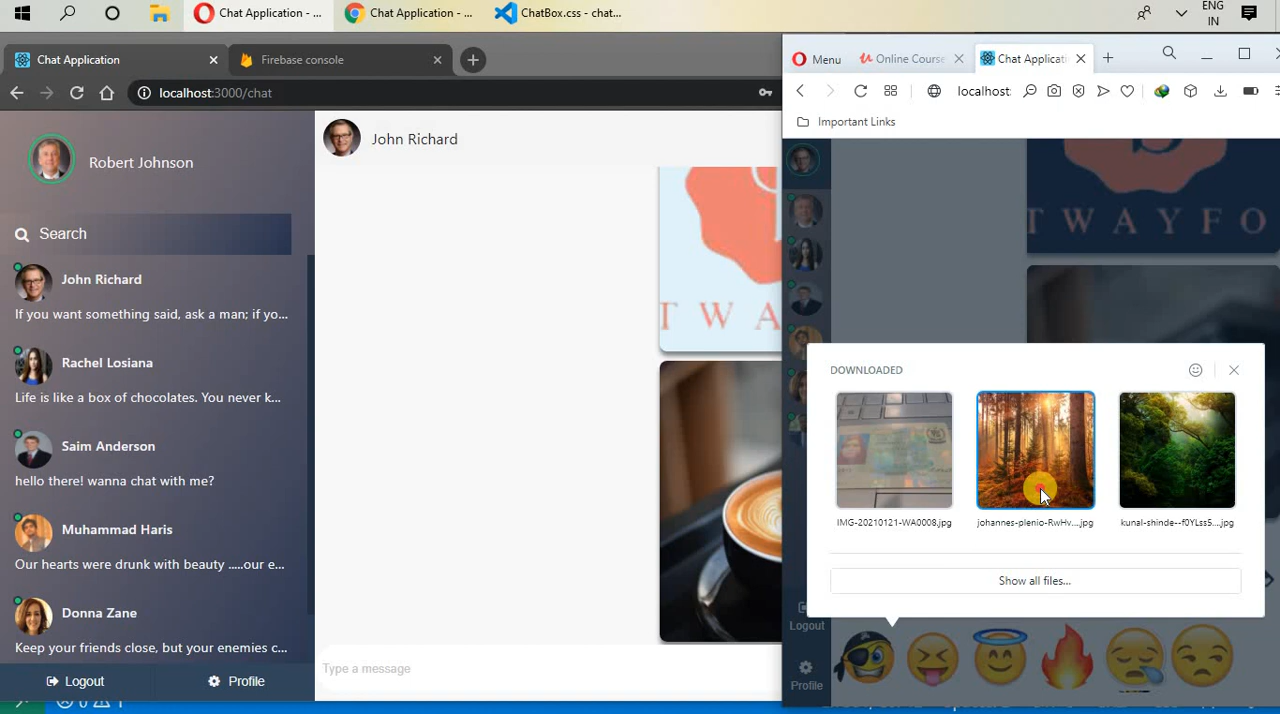 Chat Application - ...
Chat Application - ...
ChatBox.css - chat...
ENG
IN
Chat Application
Firebase console
localhost:3000/chat
Menu
Online Course
Chat Applicati
localhost:
Important Links
Robert Johnson
Search
John Richard
If you want something said, ask a man; if yo...
Rachel Losiana
Life is like a box of chocolates. You never k...
Saim Anderson
hello there! wanna chat with me?
Muhammad Haris
Our hearts were drunk with beauty .....our e...
Donna Zane
Keep your friends close, but your enemies c...
Logout
Profile
John Richard
T W A
Type a message
TWAYFO
DOWNLOADED
IMG-20210121-WA0008.jpg
johannes-plenio-RwHv...jpg
kunal-shinde--f0YLss5...jpg
Show all files...
Logout
Profile
0
1